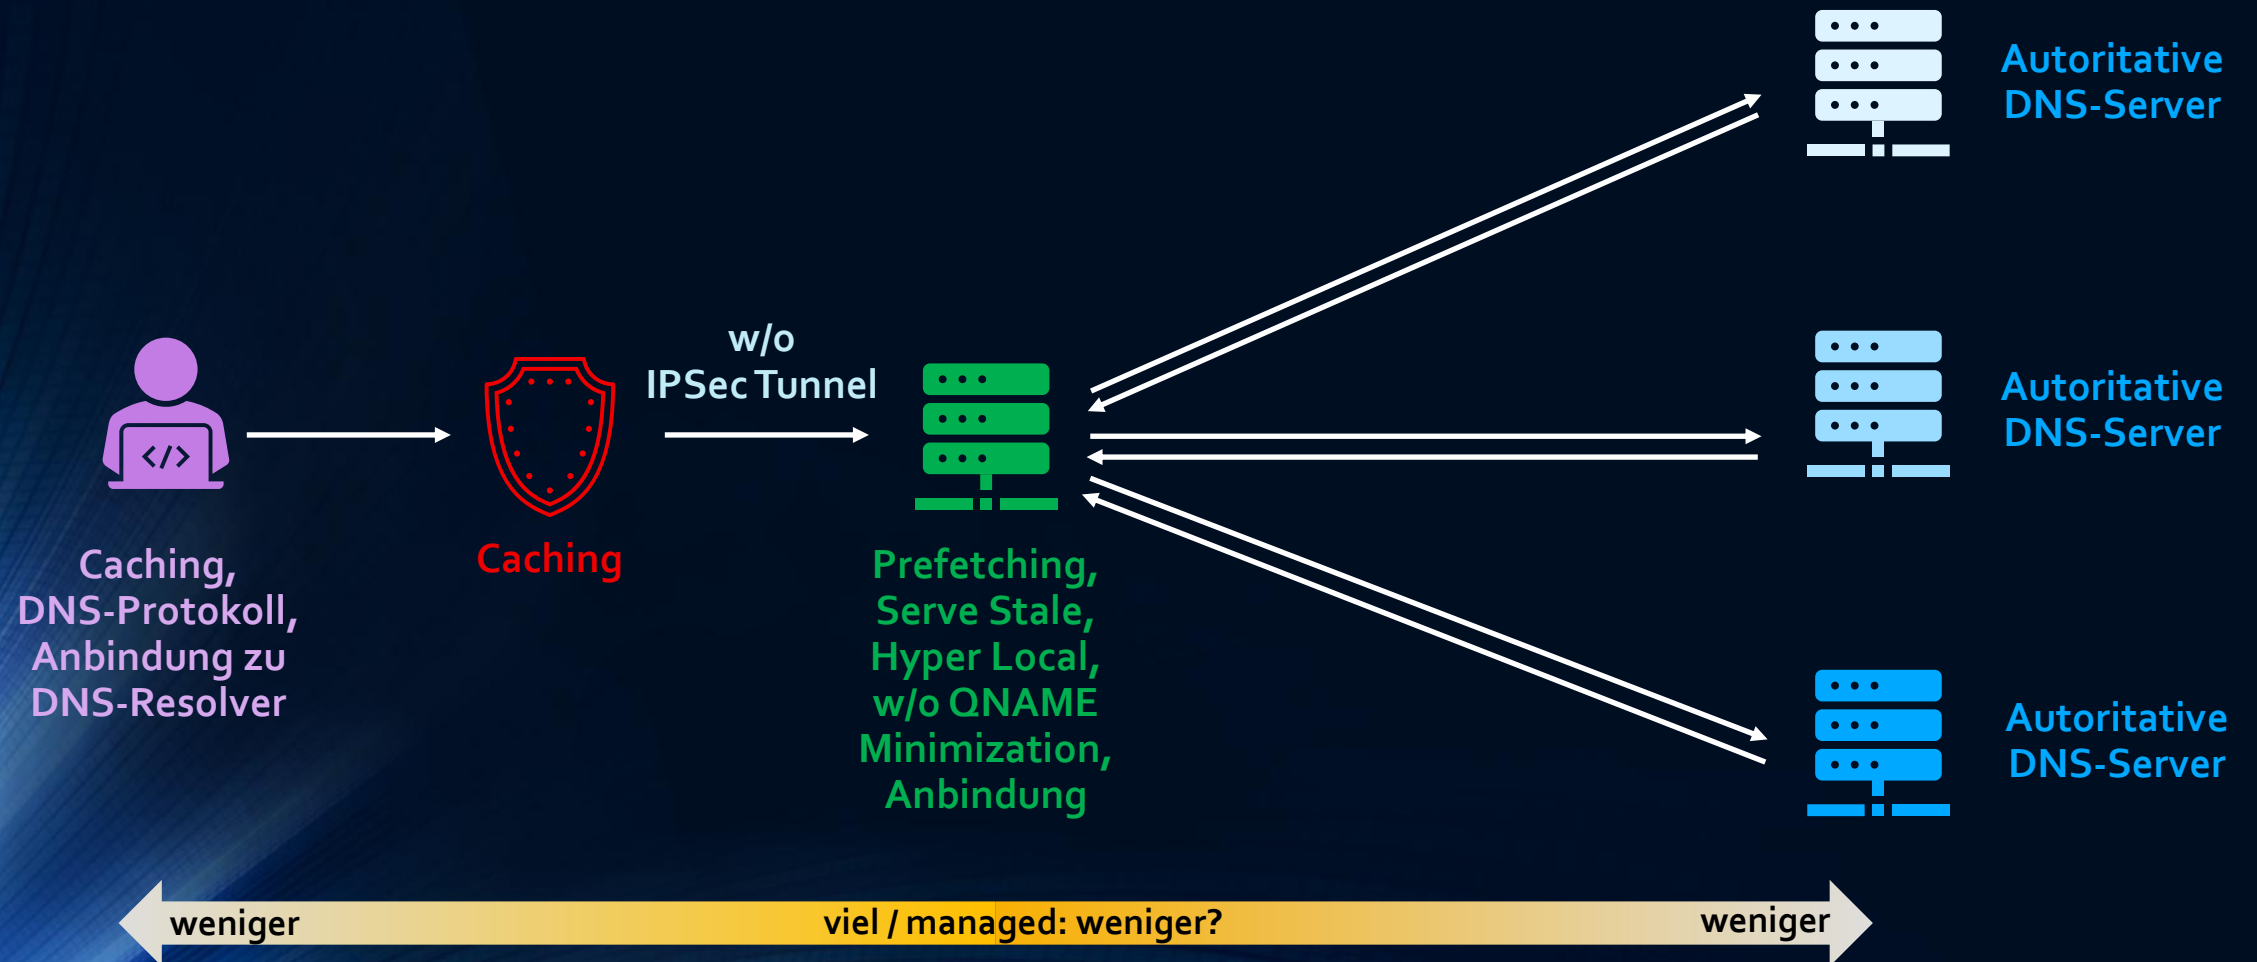 Autoritative
DNS-Server
w/o
IPSec Tunnel
</>
Autoritative
DNS-Server
Caching,
DNS-Protokoll,
Anbindung zu
DNS-Resolver
Caching
Prefetching,
Serve Stale,
Hyper Local,
w/o QNAME
Minimization,
Anbindung
Autoritative
DNS-Server
weniger
viel / managed: weniger?
weniger